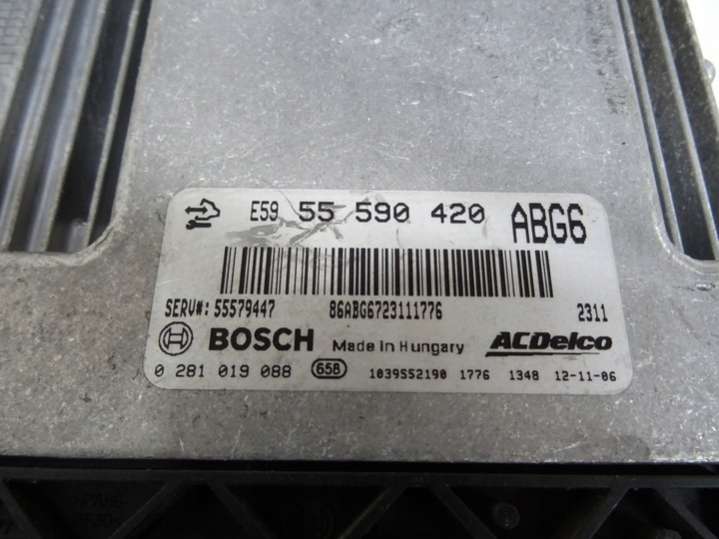 E59 55 590 420 ABG6
SERV#: 55579447 86ABG6723111776 2311
BOSCH Made in Hungary ACDelco
0 281 019 088 658 1039S52190 1776 1348 12-11-06